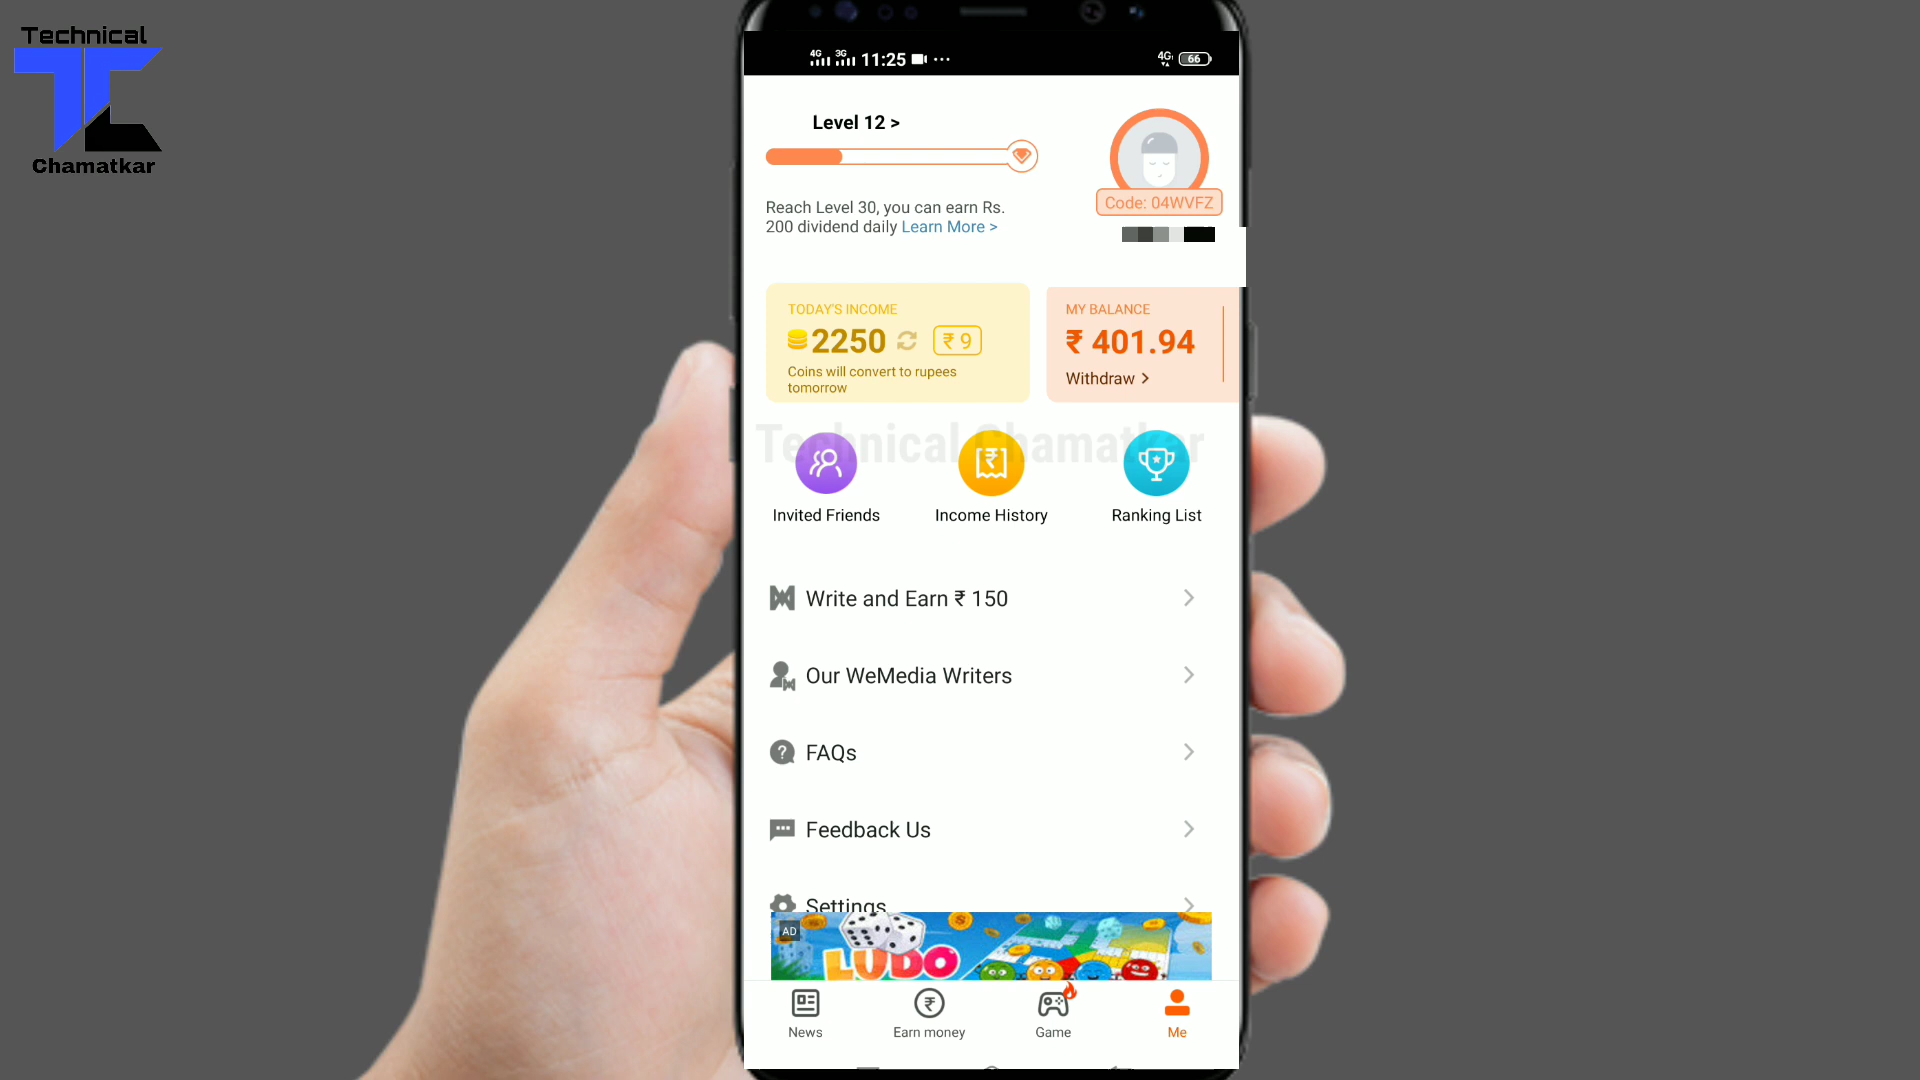 Technical
Chamatkar
4G 3G 11:25
4G 66
Level 12 >
Code: 04WVFZ
Reach Level 30, you can earn Rs.
200 dividend daily Learn More >
TODAY'S INCOME
2250 ₹ 9
Coins will convert to rupees
tomorrow
MY BALANCE
₹ 401.94
Withdraw >
Technical Chamatkar
Invited Friends
Income History
Ranking List
Write and Earn ₹ 150
Our WeMedia Writers
FAQs
Feedback Us
Settings
AD
LUDO
News
Earn money
Game
Me